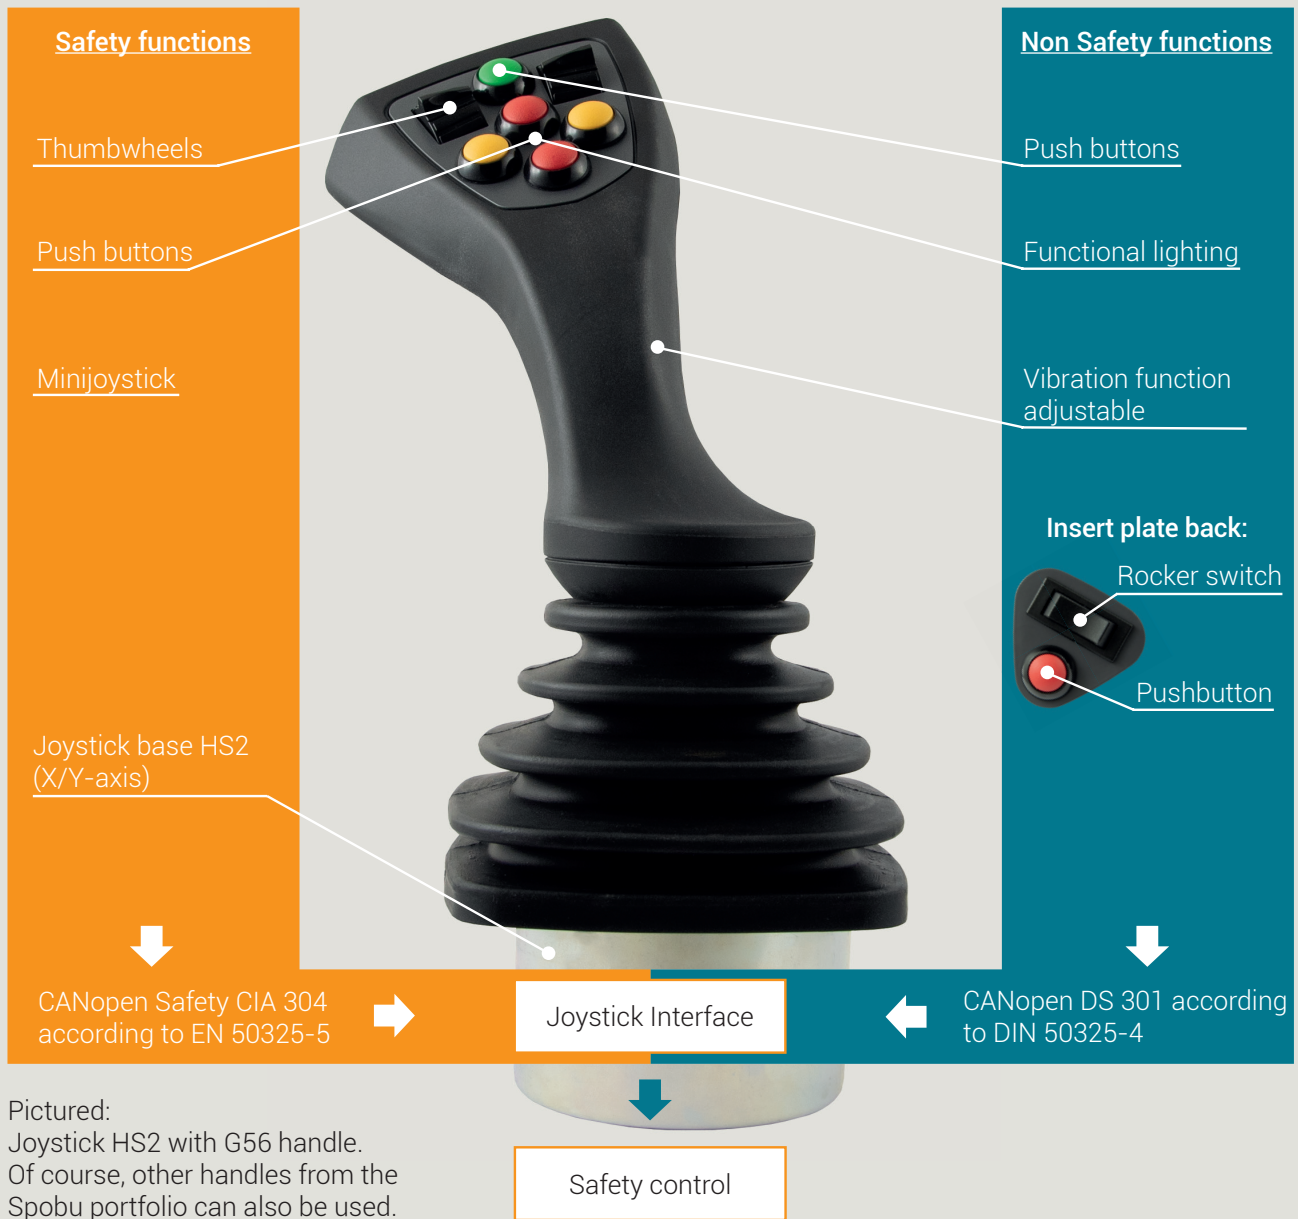 Safety functions
Thumbwheels
Push buttons
Minijoystick
Joystick base HS2
(X/Y-axis)
CANopen Safety CIA 304
according to EN 50325-5
Non Safety functions
Push buttons
Functional lighting
Vibration function
adjustable
Insert plate back:
Rocker switch
Pushbutton
CANopen DS 301 according
to DIN 50325-4
Joystick Interface
Safety control
Pictured:
Joystick HS2 with G56 handle.
Of course, other handles from the
Spobu portfolio can also be used.